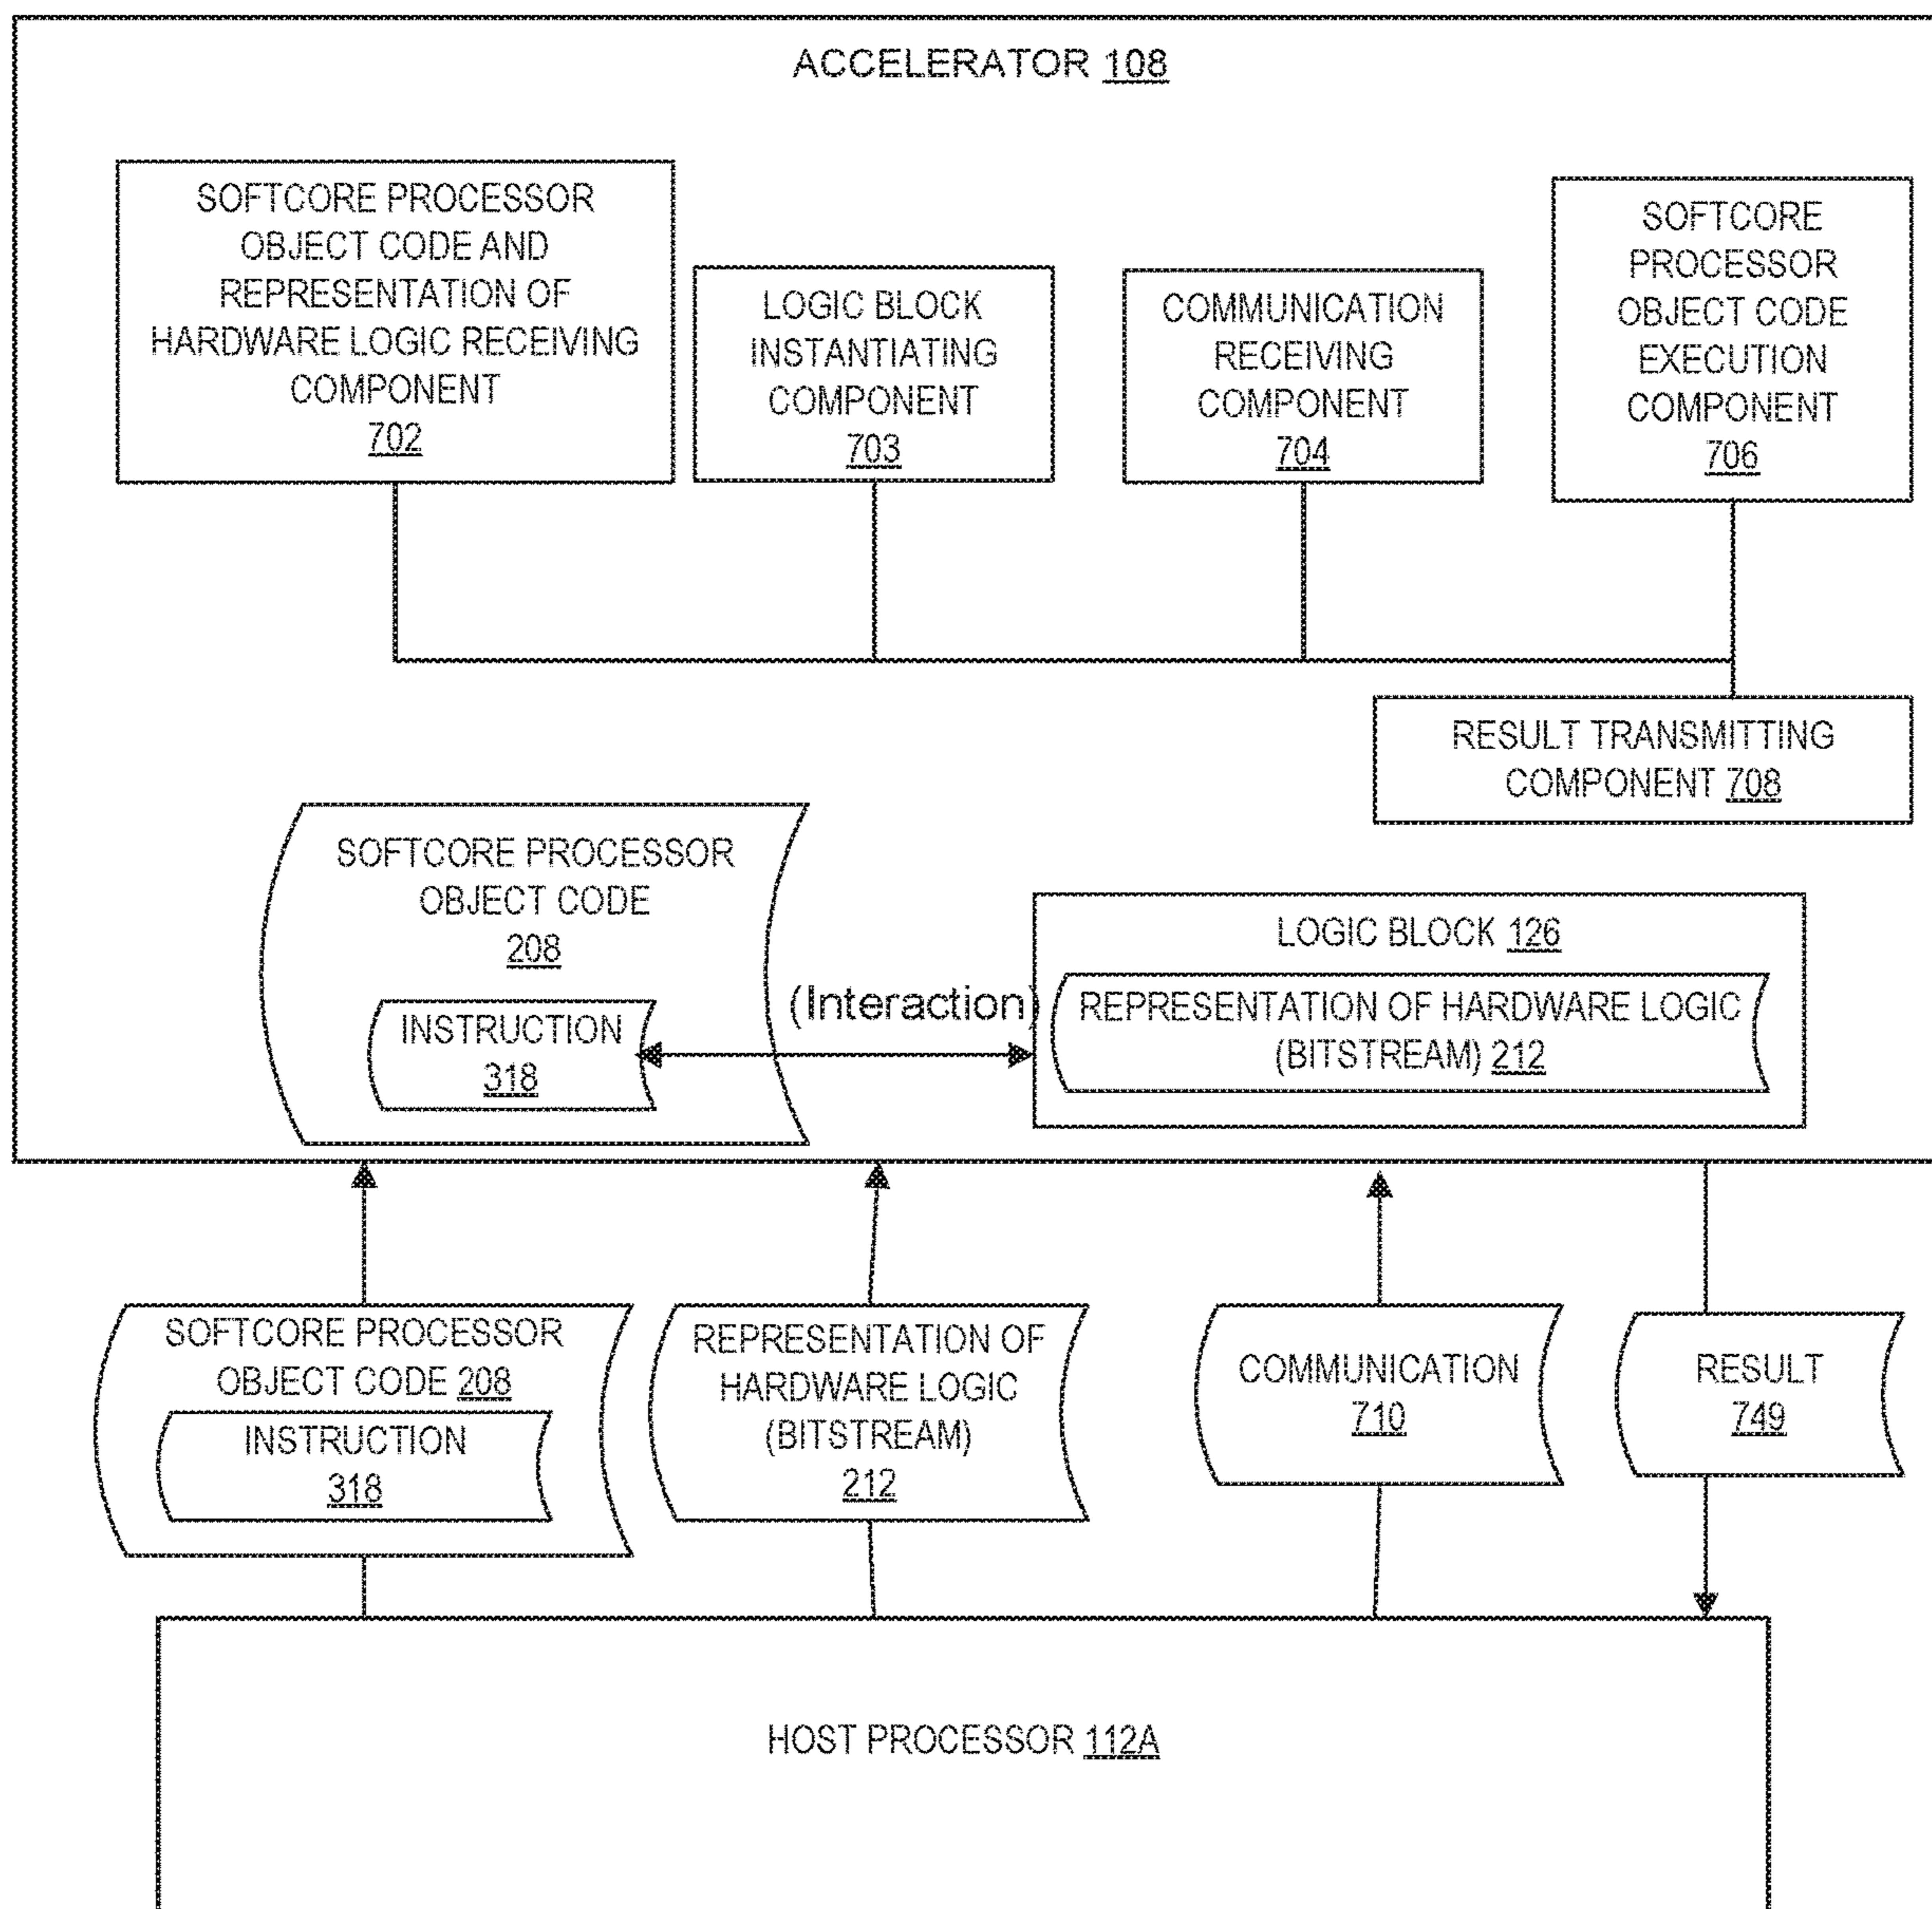 ACCELERATOR 108
SOFTCORE PROCESSOR
OBJECT CODE AND
REPRESENTATION OF
HARDWARE LOGIC RECEIVING
COMPONENT
702
LOGIC BLOCK
INSTANTIATING
COMPONENT
703
COMMUNICATION
RECEIVING
COMPONENT
704
SOFTCORE
PROCESSOR
OBJECT CODE
EXECUTION
COMPONENT
706
RESULT TRANSMITTING
COMPONENT 708
SOFTCORE PROCESSOR
OBJECT CODE
208
INSTRUCTION
318
(Interaction)
LOGIC BLOCK 126
REPRESENTATION OF HARDWARE LOGIC
(BITSTREAM) 212
SOFTCORE PROCESSOR
OBJECT CODE 208
INSTRUCTION
318
REPRESENTATION OF
HARDWARE LOGIC
(BITSTREAM)
212
COMMUNICATION
710
RESULT
749
HOST PROCESSOR 112A